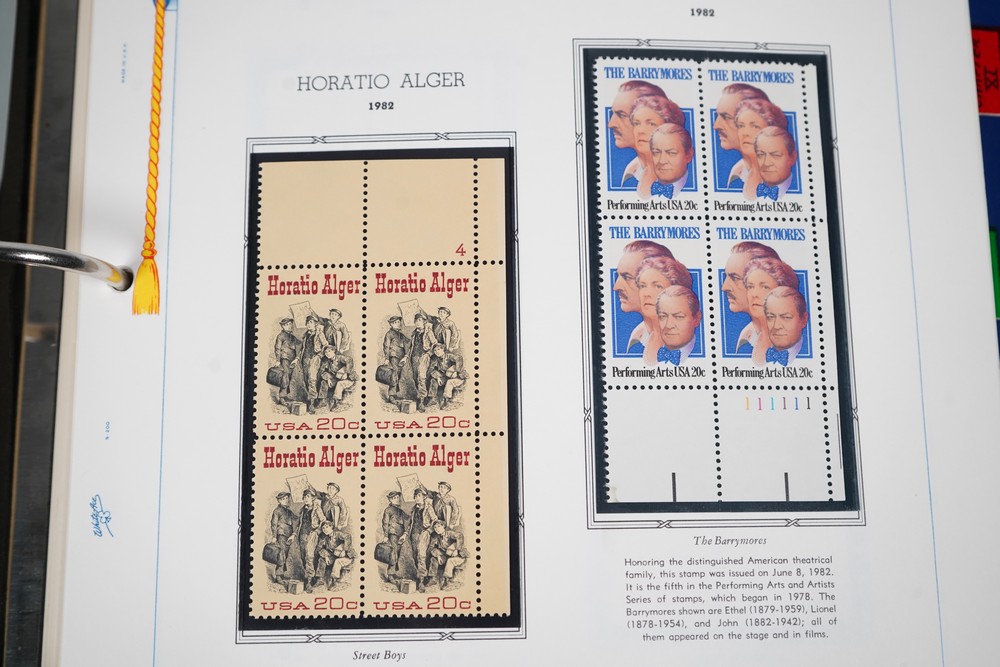 HORATIO ALGER
1982
4
Horatio Alger
USA 20c
Horatio Alger
USA 20c
Horatio Alger
USA 20c
Horatio Alger
USA 20c
Street Boys
1982
THE BARRYMORES
Performing Arts USA 20c
THE BARRYMORES
Performing Arts USA 20c
THE BARRYMORES
Performing Arts USA 20c
THE BARRYMORES
Performing Arts USA 20c
111111
The Barrymores
Honoring the distinguished American theatrical
family, this stamp was issued on June 8, 1982.
It is the fifth in the Performing Arts and Artists
Series of stamps, which began in 1978. The
Barrymores shown are Ethel (1879-1959), Lionel
(1878-1954), and John (1882-1942); all of
them appeared on the stage and in films.
MADE IN U.S.A.